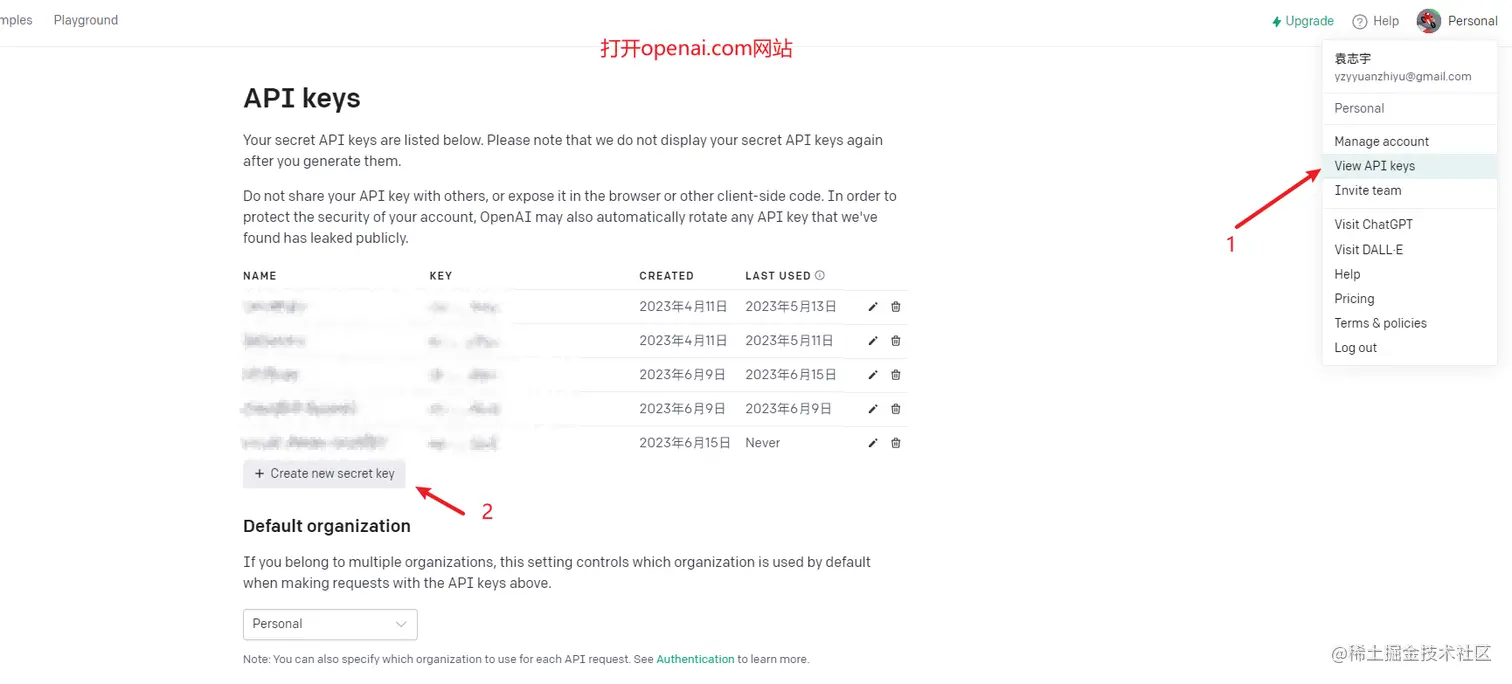 mples Playground Upgrade Help Personal
打开openai.com网站
袁志宇
yzyyuanzhiyu@gmail.com
Personal
Manage account
View API keys
Invite team
Visit ChatGPT
Visit DALL·E
Help
Pricing
Terms & policies
Log out
1
API keys
Your secret API keys are listed below. Please note that we do not display your secret API keys again
after you generate them.
Do not share your API key with others, or expose it in the browser or other client-side code. In order to
protect the security of your account, OpenAI may also automatically rotate any API key that we've
found has leaked publicly.
NAME KEY CREATED LAST USED
2023年4月11日 2023年5月13日
2023年4月11日 2023年5月11日
2023年6月9日 2023年6月15日
2023年6月9日 2023年6月9日
2023年6月15日 Never
+ Create new secret key
2
Default organization
If you belong to multiple organizations, this setting controls which organization is used by default
when making requests with the API keys above.
Personal
Note: You can also specify which organization to use for each API request. See Authentication to learn more.
@稀土掘金技术社区